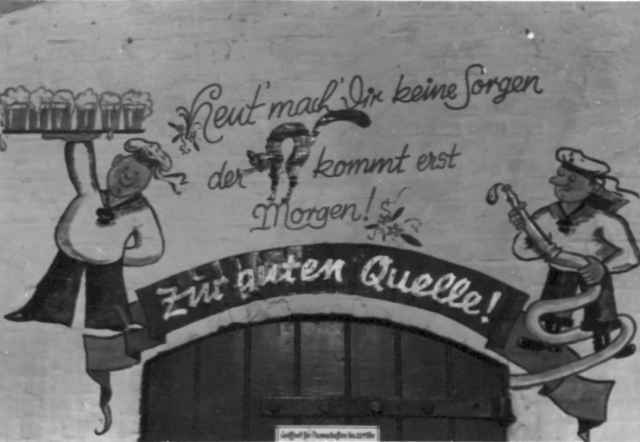 Heut' mach' Dir keine Sorgen
der kommt erst
Morgen!
Zur guten Quelle!